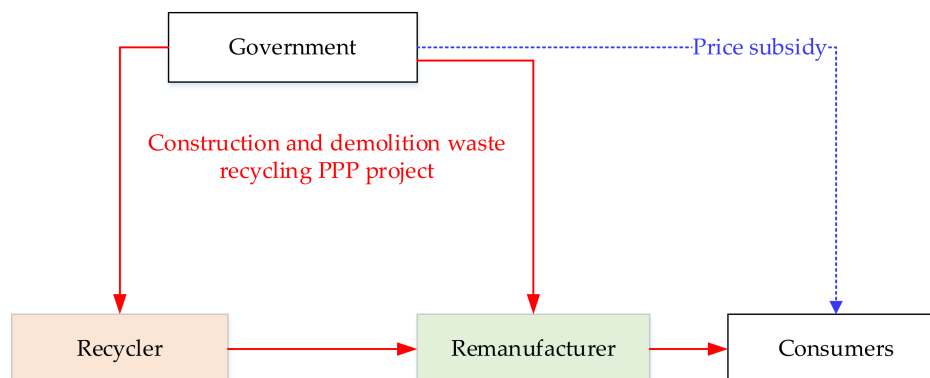 Government
Price subsidy
Construction and demolition waste
recycling PPP project
Recycler
Remanufacturer
Consumers